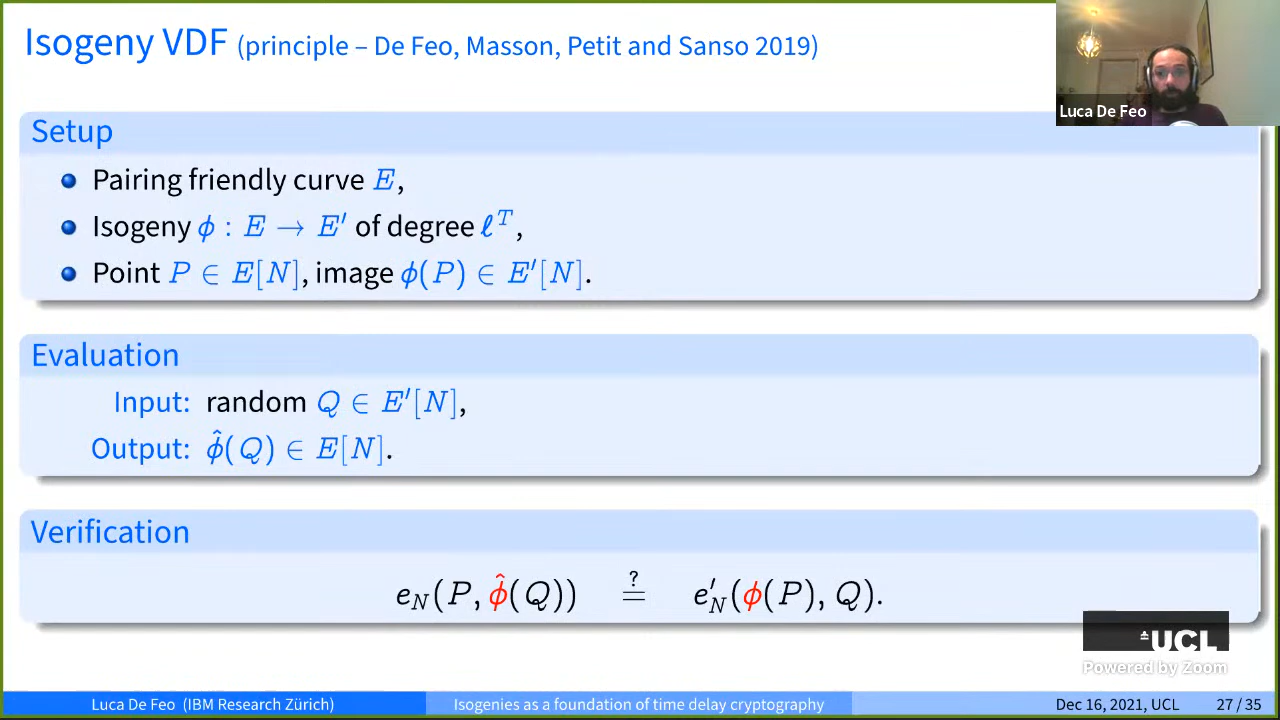 Isogeny VDF (principle – De Feo, Masson, Petit and Sanso 2019)
Luca De Feo
Setup
Pairing friendly curve E,
Isogeny ϕ : E → E′ of degree ℓ^T,
Point P ∈ E[N], image ϕ(P) ∈ E′[N].
Evaluation
Input: random Q ∈ E′[N],
Output: ϕ̂(Q) ∈ E[N].
Verification
e_N(P, ϕ̂(Q)) ≟ e′_N(ϕ(P), Q).
UCL
Powered by Zoom
Luca De Feo (IBM Research Zürich) Isogenies as a foundation of time delay cryptography Dec 16, 2021, UCL 27 / 35